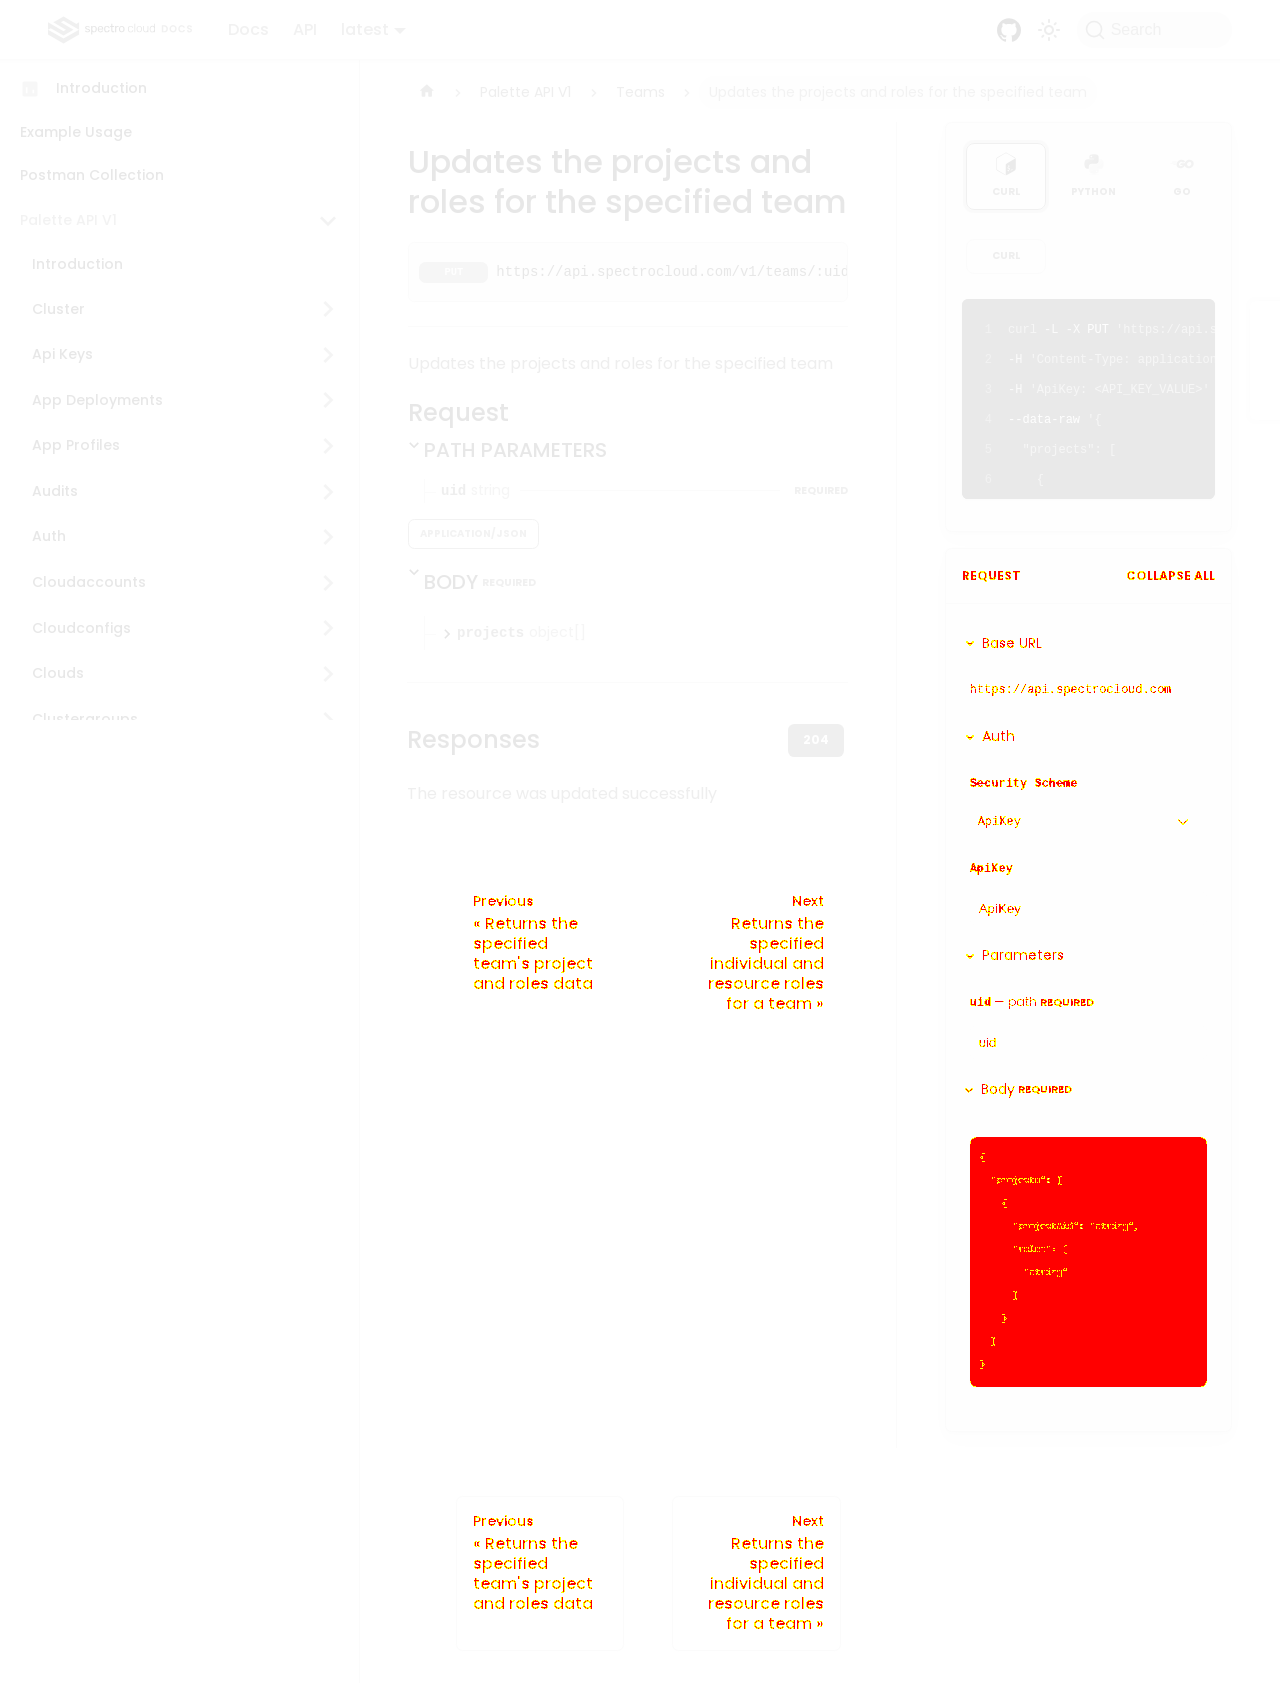 spectro cloud DOCS
Docs
API
latest
Search
Introduction
Example Usage
Postman Collection
Palette API V1
Introduction
Cluster
Api Keys
App Deployments
App Profiles
Audits
Auth
Cloudaccounts
Cloudconfigs
Clouds
Clustergroups
Palette API V1
Teams
Updates the projects and roles for the specified team
Updates the projects and
roles for the specified team
PUT https://api.spectrocloud.com/v1/teams/:uid
Updates the projects and roles for the specified team
Request
PATH PARAMETERS
uid string REQUIRED
APPLICATION/JSON
BODY REQUIRED
projects object[]
Responses
204
The resource was updated successfully
Previous
« Returns the
specified
team's project
and roles data
Next
Returns the
specified
individual and
resource roles
for a team »
CURL
PYTHON
GO
CURL
1 curl -L -X PUT 'https://api.s
2 -H 'Content-Type: application
3 -H 'ApiKey: <API_KEY_VALUE>'
4 --data-raw '{
5 "projects": [
6 {
REQUEST
COLLAPSE ALL
Base URL
https://api.spectrocloud.com
Auth
Security Scheme
ApiKey
ApiKey
ApiKey
Parameters
uid — path REQUIRED
uid
Body REQUIRED
{
"projects": [
{
"projectUid": "string",
"roles": [
"string"
]
}
]
}
Previous
« Returns the
specified
team's project
and roles data
Next
Returns the
specified
individual and
resource roles
for a team »